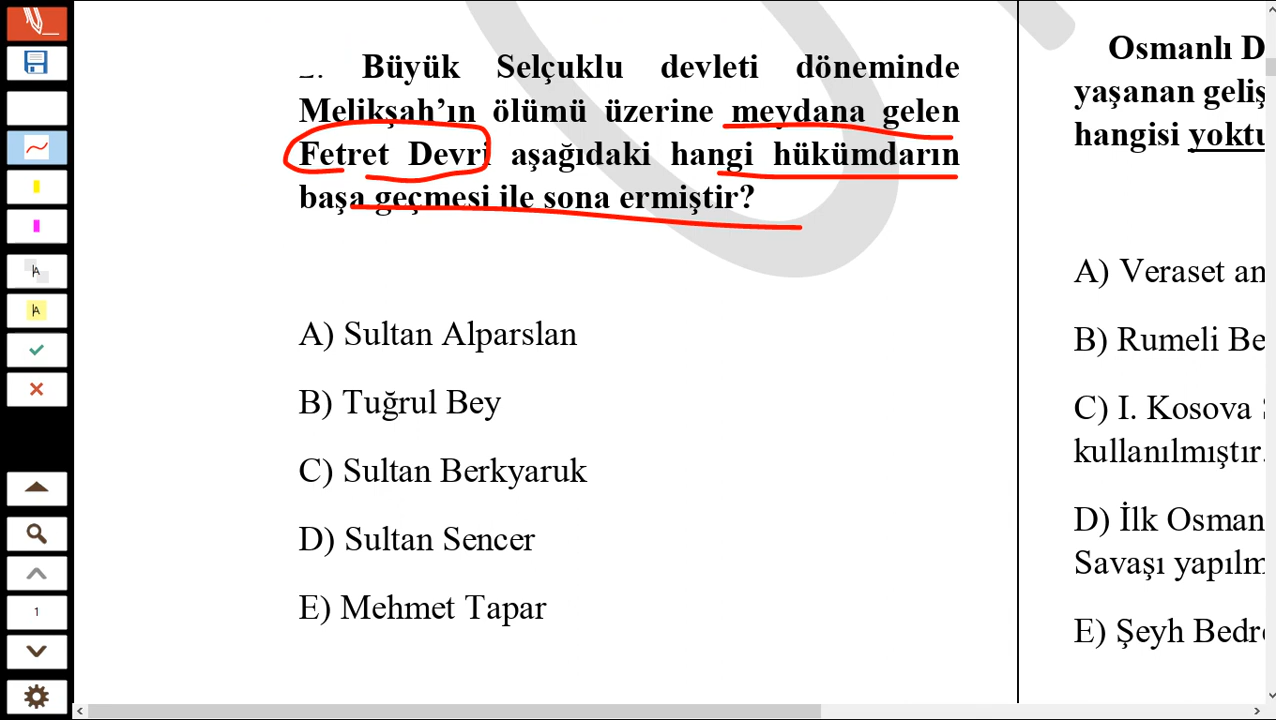 Büyük Selçuklu devleti döneminde
Melikşah’ın ölümü üzerine meydana gelen
Fetret Devri aşağıdaki hangi hükümdarın
başa geçmesi ile sona ermiştir?
A) Sultan Alparslan
B) Tuğrul Bey
C) Sultan Berkyaruk
D) Sultan Sencer
E) Mehmet Tapar
1
Osmanlı D
yaşanan geliş
hangisi yoktu
A) Veraset an
B) Rumeli Be
C) I. Kosova
kullanılmıştır.
D) İlk Osman
Savaşı yapılm
E) Şeyh Bedr